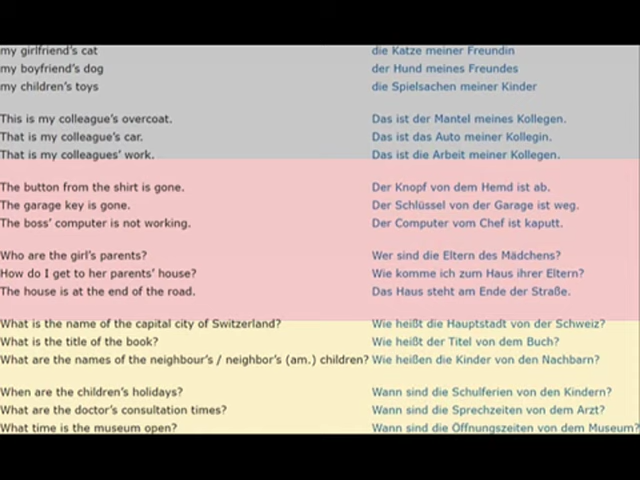 my girlfriend's cat die Katze meiner Freundin
my boyfriend's dog der Hund meines Freundes
my children's toys die Spielsachen meiner Kinder
This is my colleague's overcoat. Das ist der Mantel meines Kollegen.
That is my colleague's car. Das ist das Auto meiner Kollegin.
That is my colleagues' work. Das ist die Arbeit meiner Kollegen.
The button from the shirt is gone. Der Knopf von dem Hemd ist ab.
The garage key is gone. Der Schlüssel von der Garage ist weg.
The boss' computer is not working. Der Computer vom Chef ist kaputt.
Who are the girl's parents? Wer sind die Eltern des Mädchens?
How do I get to her parents' house? Wie komme ich zum Haus ihrer Eltern?
The house is at the end of the road. Das Haus steht am Ende der Straße.
What is the name of the capital city of Switzerland? Wie heißt die Hauptstadt von der Schweiz?
What is the title of the book? Wie heißt der Titel von dem Buch?
What are the names of the neighbour's / neighbor's (am.) children? Wie heißen die Kinder von den Nachbarn?
When are the children's holidays? Wann sind die Schulferien von den Kindern?
What are the doctor's consultation times? Wann sind die Sprechzeiten von dem Arzt?
What time is the museum open? Wann sind die Öffnungszeiten von dem Museum?